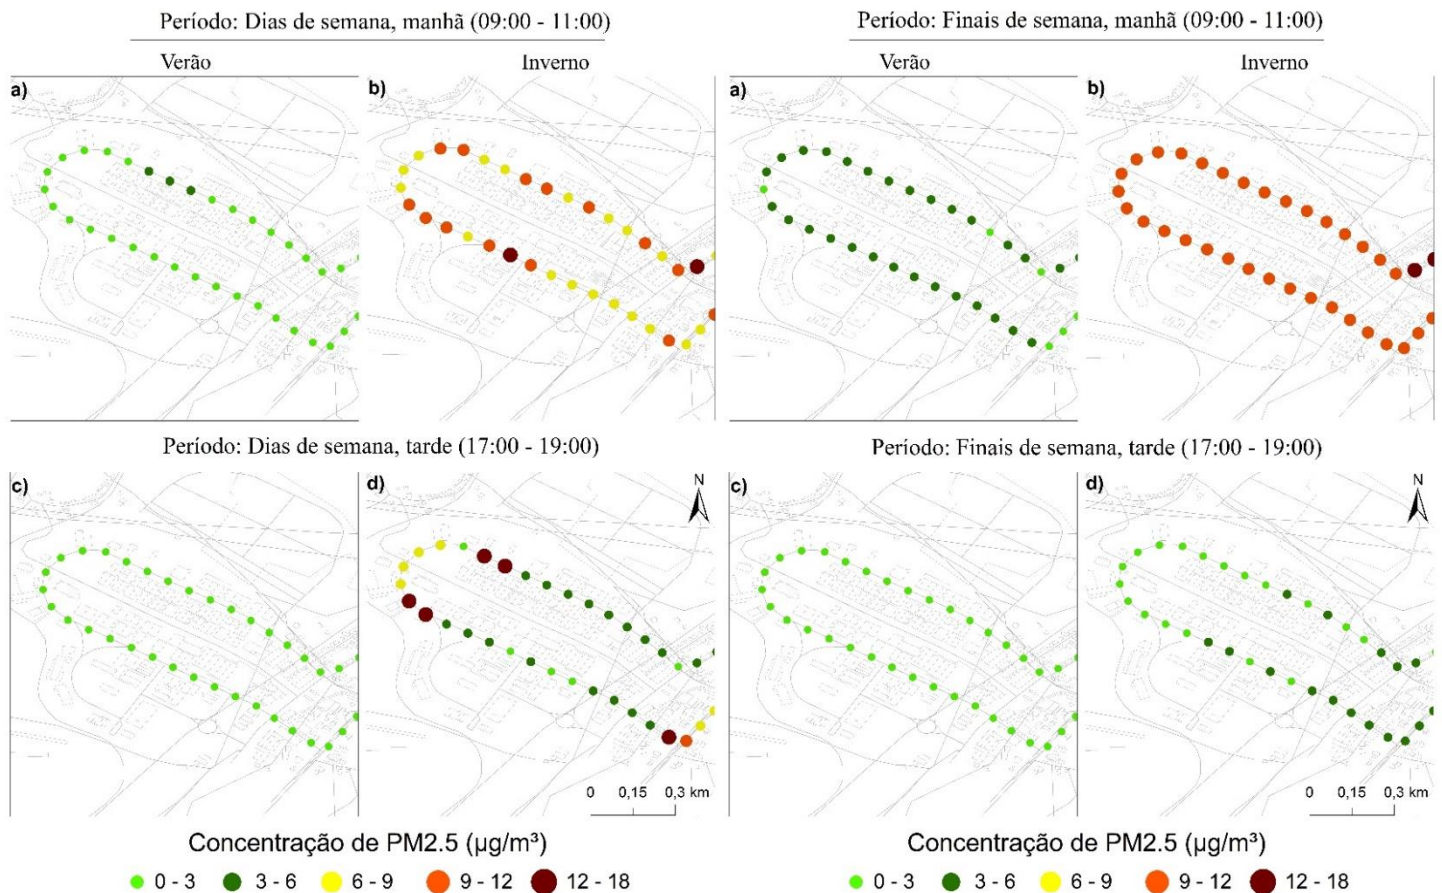 Período: Dias de semana, manhã (09:00 - 11:00)
Verão
Inverno
a)
b)
Período: Finais de semana, manhã (09:00 - 11:00)
Verão
Inverno
a)
b)
Período: Dias de semana, tarde (17:00 - 19:00)
c)
d)
N
0 0,15 0,3 km
Período: Finais de semana, tarde (17:00 - 19:00)
c)
d)
N
0 0,15 0,3 km
Concentração de PM2.5 (µg/m³)
0 - 3 3 - 6 6 - 9 9 - 12 12 - 18
Concentração de PM2.5 (µg/m³)
0 - 3 3 - 6 6 - 9 9 - 12 12 - 18